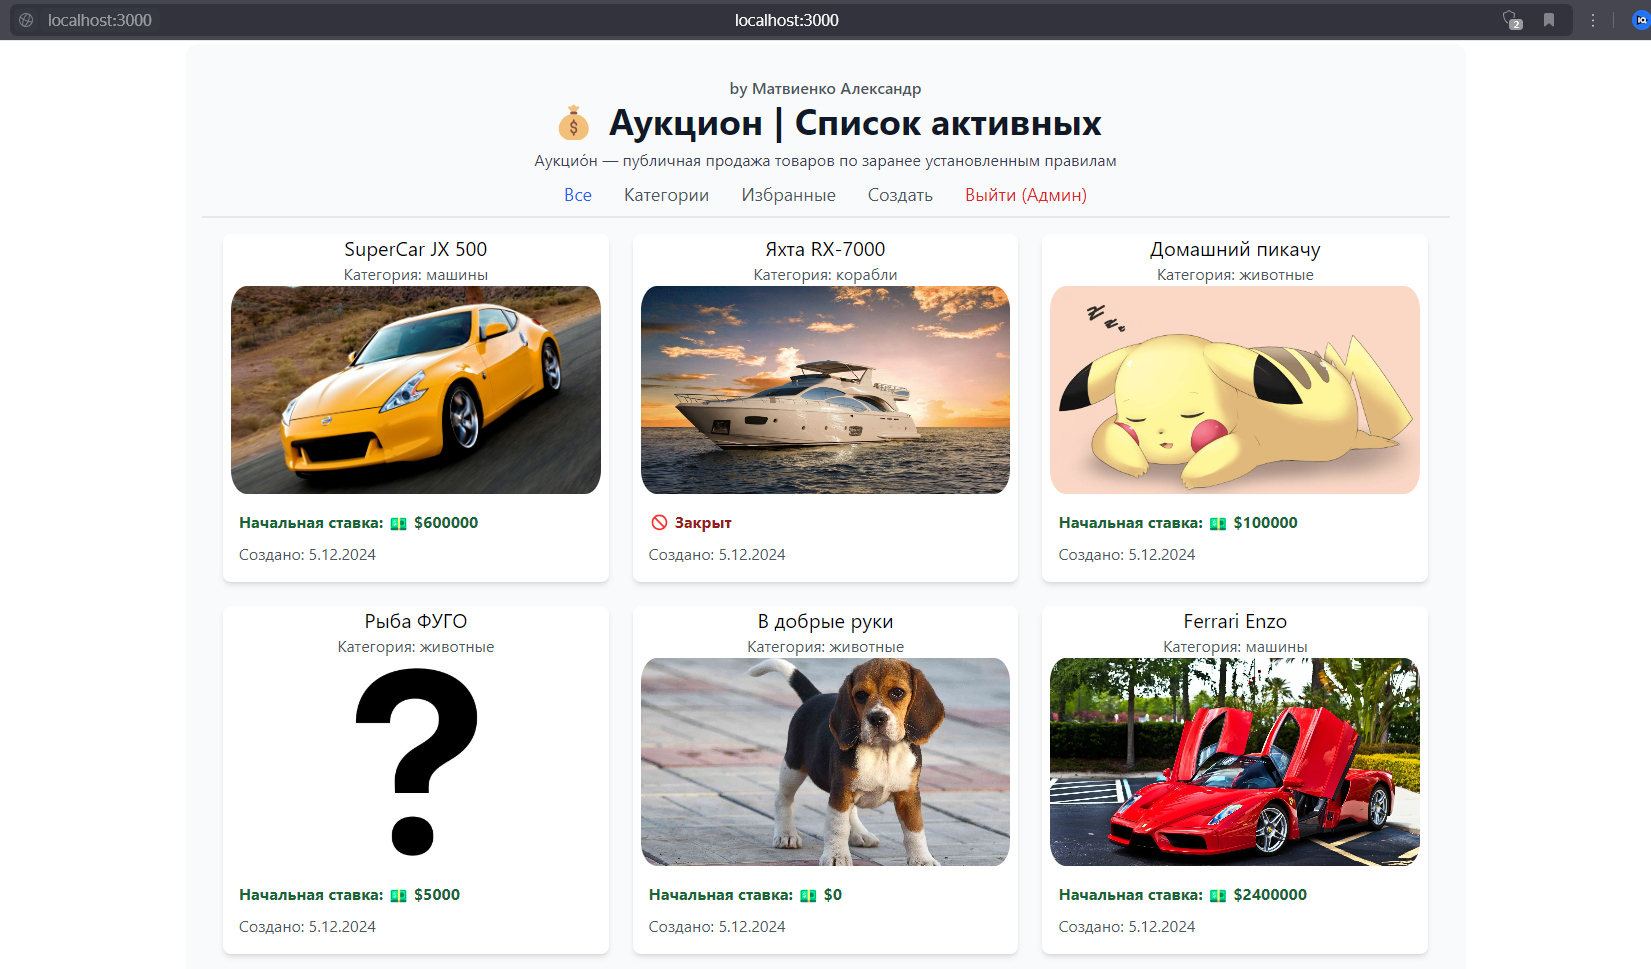 localhost:3000
localhost:3000
2
by Матвиенко Александр
Аукцион | Список активных
Аукцио́н — публичная продажа товаров по заранее установленным правилам
Все Категории Избранные Создать Выйти (Админ)
SuperCar JX 500
Категория: машины
Начальная ставка: $600000
Создано: 5.12.2024
Яхта RX-7000
Категория: корабли
Закрыт
Создано: 5.12.2024
Домашний пикачу
Категория: животные
Начальная ставка: $100000
Создано: 5.12.2024
Рыба ФУГО
Категория: животные
?
Начальная ставка: $5000
Создано: 5.12.2024
В добрые руки
Категория: животные
Начальная ставка: $0
Создано: 5.12.2024
Ferrari Enzo
Категория: машины
Начальная ставка: $2400000
Создано: 5.12.2024